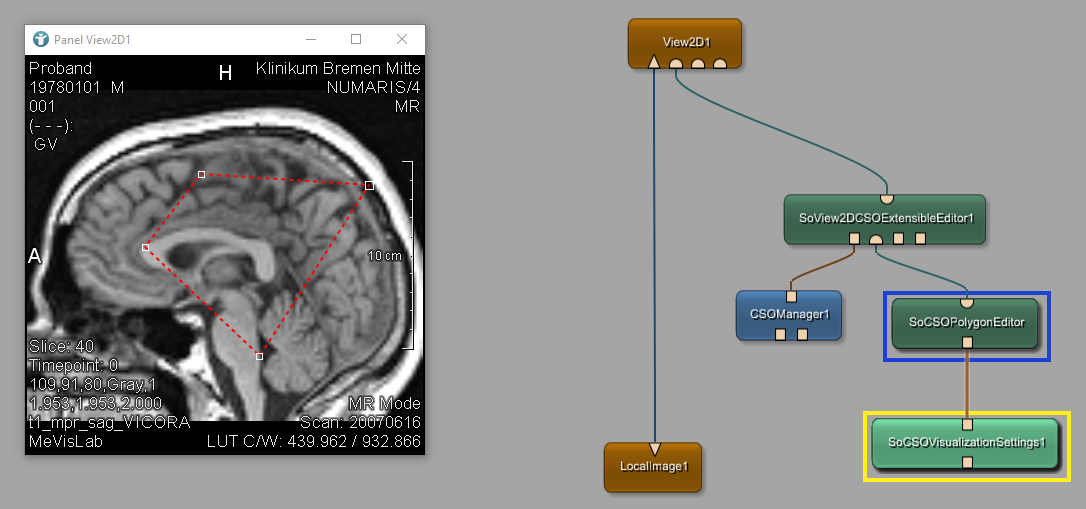 Panel View2D1
Proband
19780101 M
001
(- - -):
GV
H
Klinikum Bremen Mitte
NUMARIS/4
MR
A
10 cm
Slice: 40
Timepoint: 0
109,91,80,Gray,1
1.953,1.953,2.000
t1_mpr_sag_VICORA
MeVisLab
MR Mode
Scan: 20070616
LUT C/W: 439.962 / 932.866
View2D1
SoView2DCSOExtensibleEditor1
CSOManager1
SoCSOPolygonEditor
SoCSOVisualizationSettings1
LocalImage1